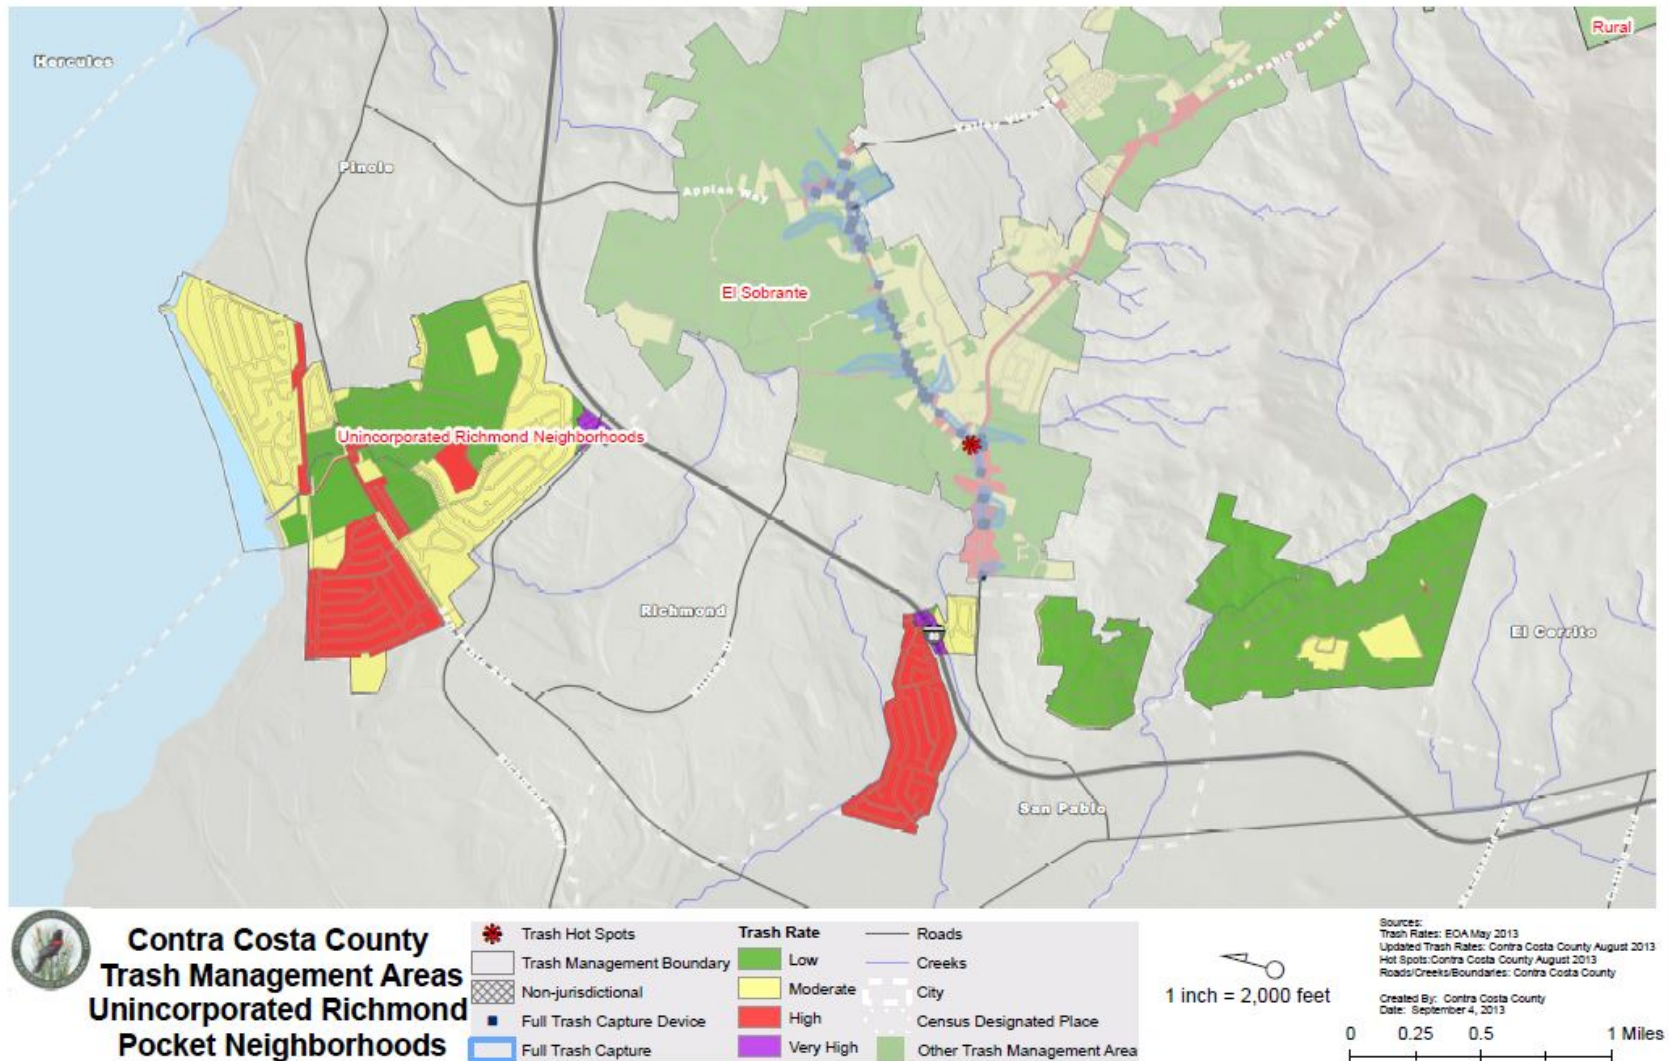 Hercules
Rural
San Pablo Dam Rd
Valley View Rd
Pinole
Appian Way
El Sobrante
Unincorporated Richmond Neighborhoods
Richmond
El Cerrito
San Pablo
80
Contra Costa County
Trash Management Areas
Unincorporated Richmond
Pocket Neighborhoods
Trash Hot Spots
Trash Management Boundary
Non-jurisdictional
Full Trash Capture Device
Full Trash Capture
Trash Rate
Low
Moderate
High
Very High
Roads
Creeks
City
Census Designated Place
Other Trash Management Area
1 inch = 2,000 feet
Sources:
Trash Rates: EOA May 2013
Updated Trash Rates: Contra Costa County August 2013
Hot Spots:Contra Costa County August 2013
Roads/Creeks/Boundaries: Contra Costa County
Created By: Contra Costa County
Date: September 4, 2013
0 0.25 0.5 1 Miles